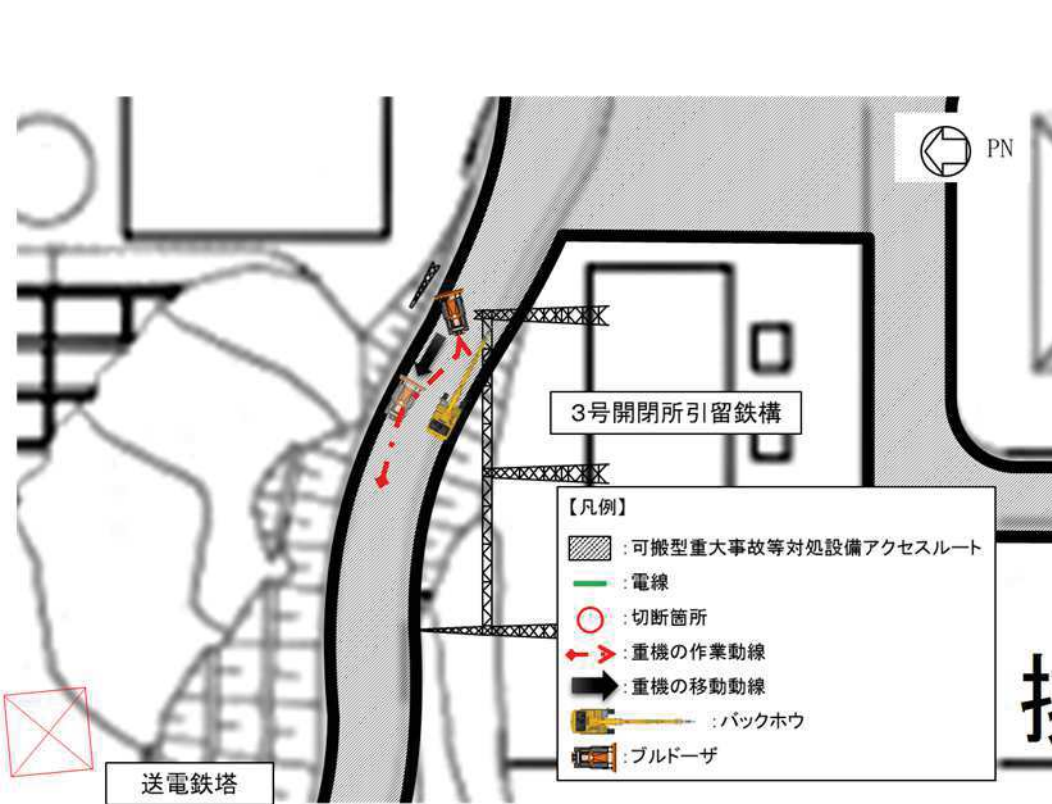 PN
3号開閉所引留鉄構
【凡例】
:可搬型重大事故等対処設備アクセスルート
:電線
:切断箇所
:重機の作業動線
:重機の移動動線
:バックホウ
:ブルドーザ
送電鉄塔